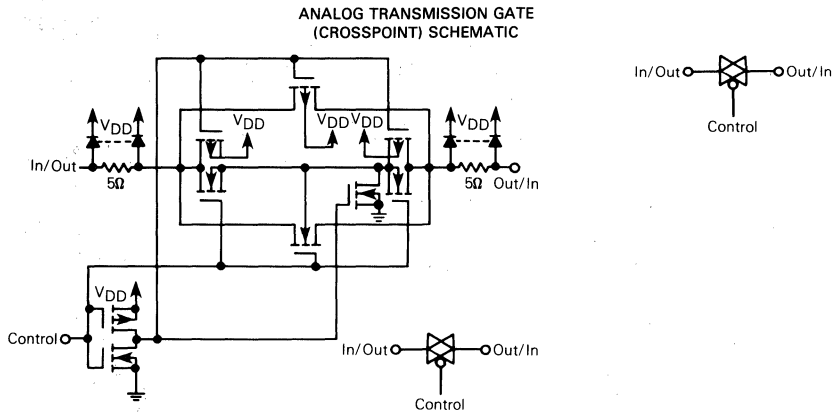 ANALOG TRANSMISSION GATE
(CROSSPOINT) SCHEMATIC
In/Out
Out/In
Control
VDD
VDD
VDD
VDD
VDD
In/Out
5Ω
5Ω
Out/In
VDD
Control
In/Out
Out/In
Control